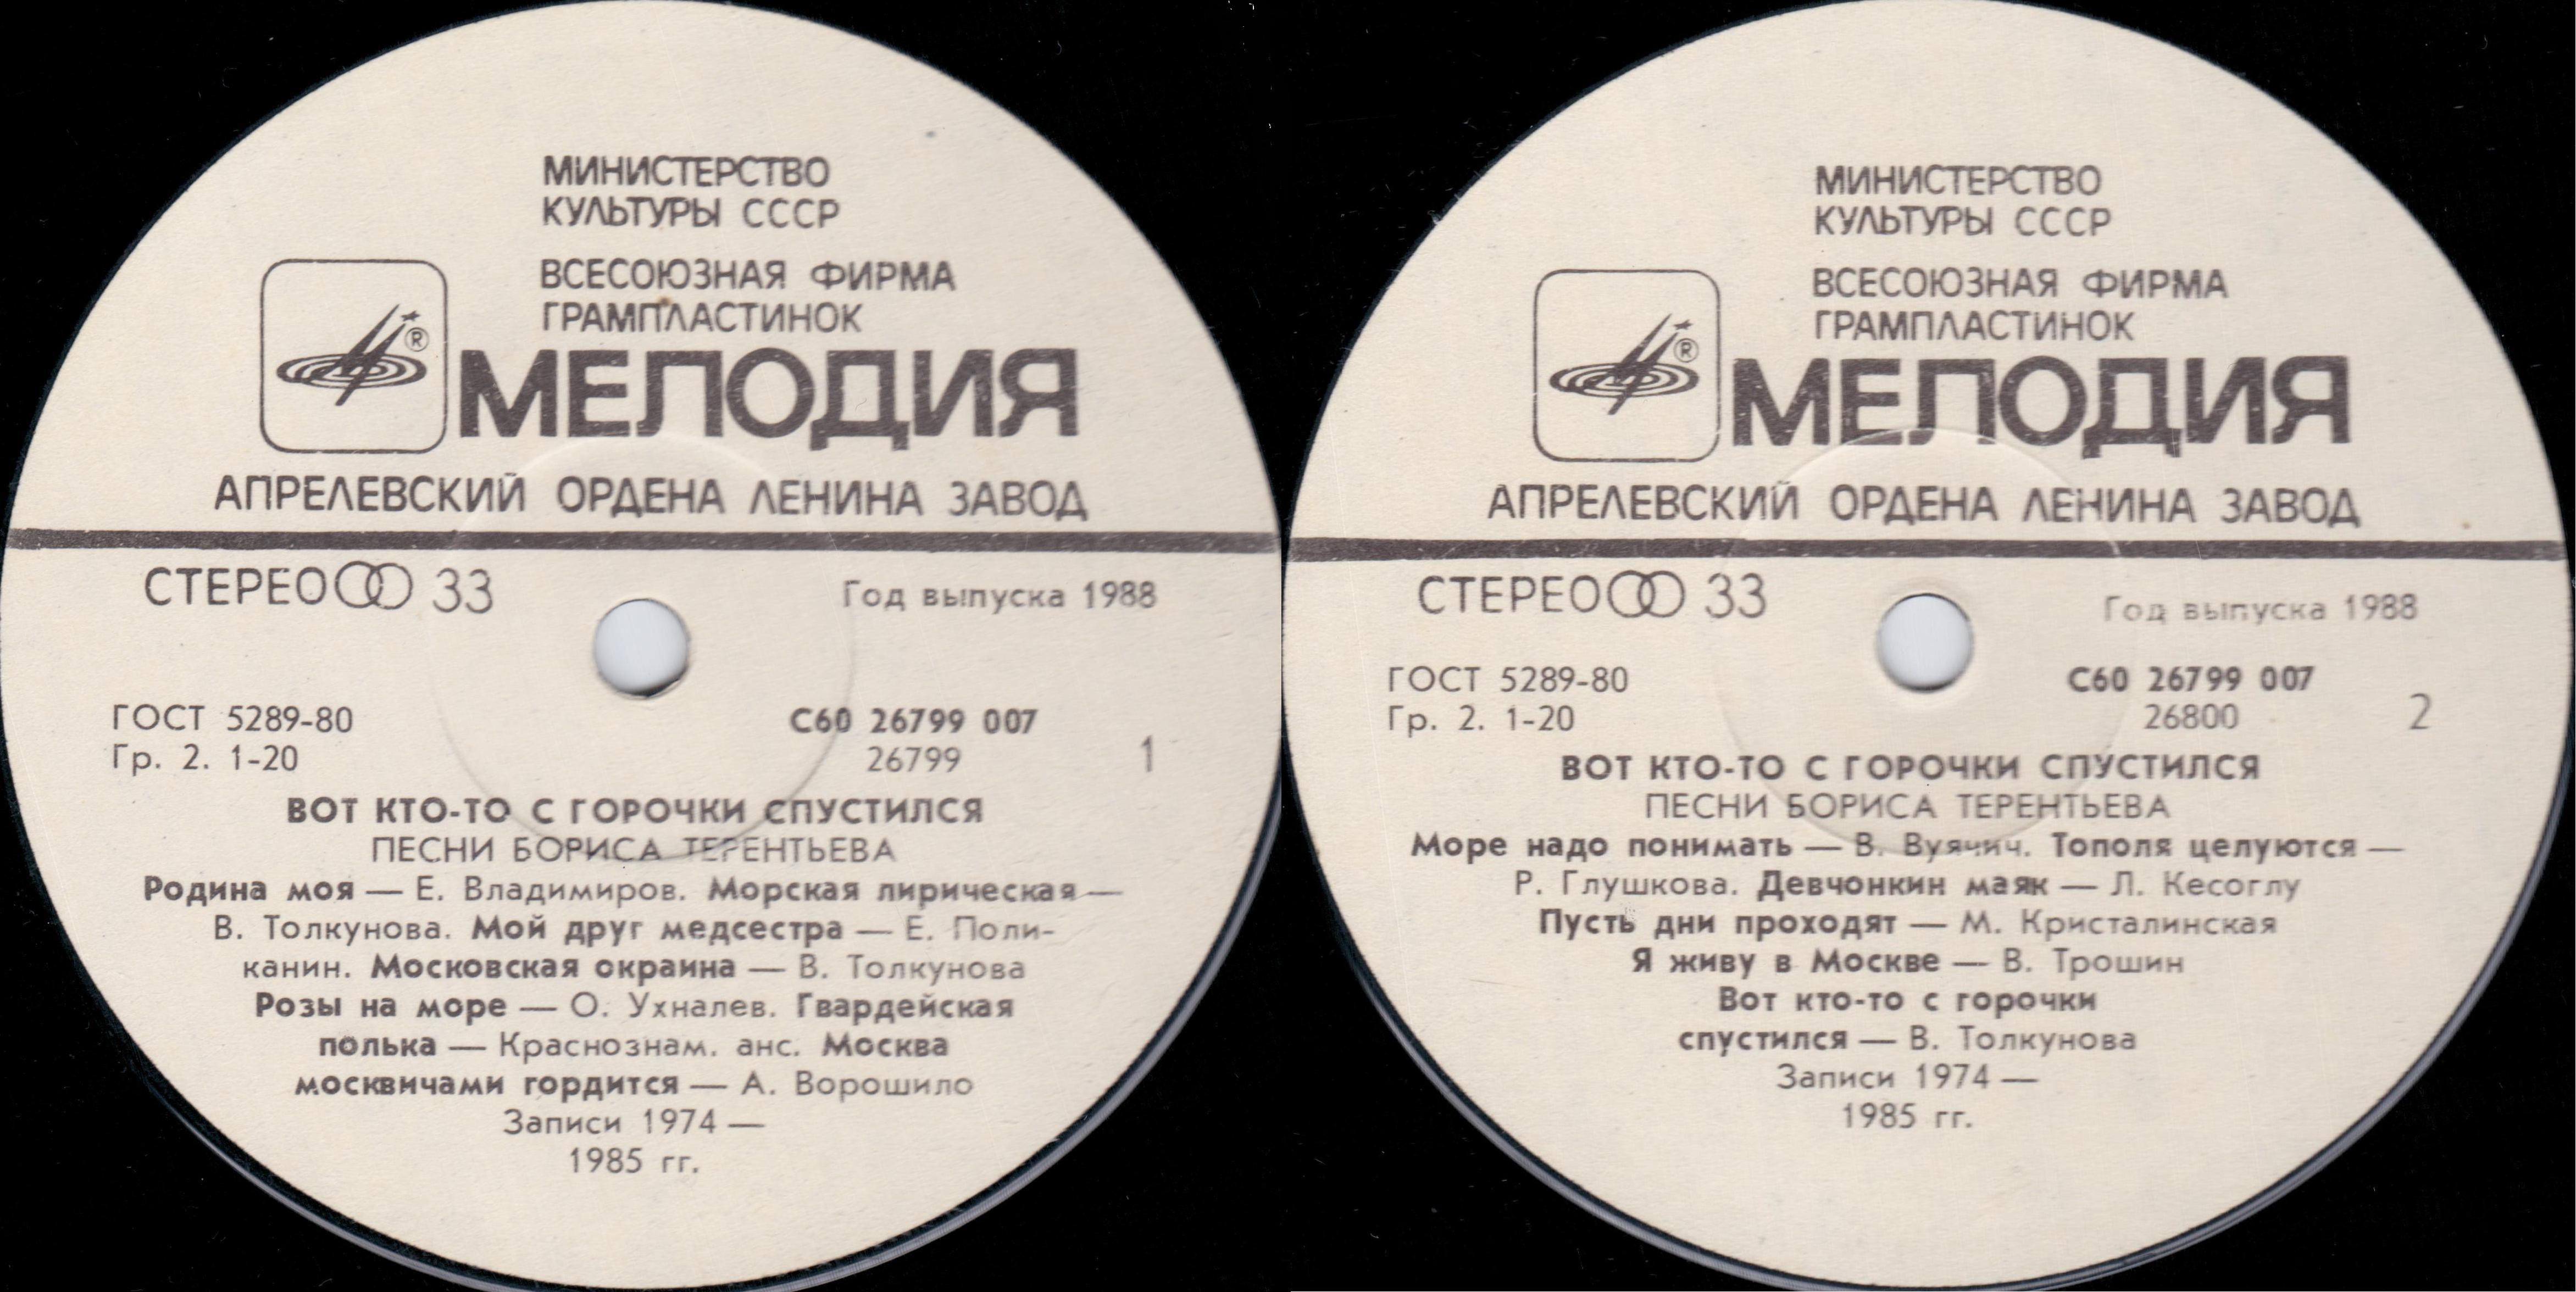 МИНИСТЕРСТВО
КУЛЬТУРЫ СССР
ВСЕСОЮЗНАЯ ФИРМА
ГРАМПЛАСТИНОК
®
МЕЛОДИЯ
АПРЕЛЕВСКИЙ ОРДЕНА ЛЕНИНА ЗАВОД
СТЕРЕО 33
Год выпуска 1988
ГОСТ 5289-80
Гр. 2. 1-20
С60 26799 007
26799
1
ВОТ КТО-ТО С ГОРОЧКИ СПУСТИЛСЯ
ПЕСНИ БОРИСА ТЕРЕНТЬЕВА
Родина моя — Е. Владимиров. Морская лирическая —
В. Толкунова. Мой друг медсестра — Е. Поли-
канин. Московская окраина — В. Толкунова
Розы на море — О. Ухналев. Гвардейская
полька — Краснознам. анс. Москва
москвичами гордится — А. Ворошило
Записи 1974 —
1985 гг.
МИНИСТЕРСТВО
КУЛЬТУРЫ СССР
ВСЕСОЮЗНАЯ ФИРМА
ГРАМПЛАСТИНОК
®
МЕЛОДИЯ
АПРЕЛЕВСКИЙ ОРДЕНА ЛЕНИНА ЗАВОД
СТЕРЕО 33
Год выпуска 1988
ГОСТ 5289-80
Гр. 2. 1-20
С60 26799 007
26800
2
ВОТ КТО-ТО С ГОРОЧКИ СПУСТИЛСЯ
ПЕСНИ БОРИСА ТЕРЕНТЬЕВА
Море надо понимать — В. Вуячич. Тополя целуются —
Р. Глушкова. Девчонкин маяк — Л. Кесоглу
Пусть дни проходят — М. Кристалинская
Я живу в Москве — В. Трошин
Вот кто-то с горочки
спустился — В. Толкунова
Записи 1974 —
1985 гг.